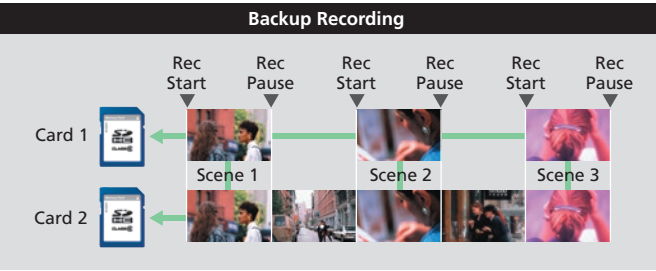 Backup Recording
Rec Start
Rec Pause
Rec Start
Rec Pause
Rec Start
Rec Pause
Card 1
Scene 1
Scene 2
Scene 3
Card 2